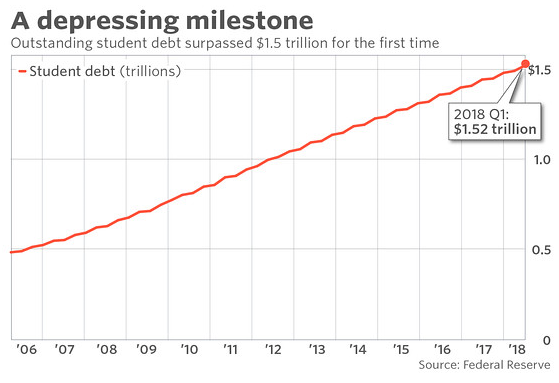 A depressing milestone
Outstanding student debt surpassed $1.5 trillion for the first time
Student debt (trillions)
$1.5
2018 Q1:
$1.52 trillion
1.0
0.5
0
’06 ’07 ’08 ’09 ’10 ’11 ’12 ’13 ’14 ’15 ’16 ’17 ’18
Source: Federal Reserve